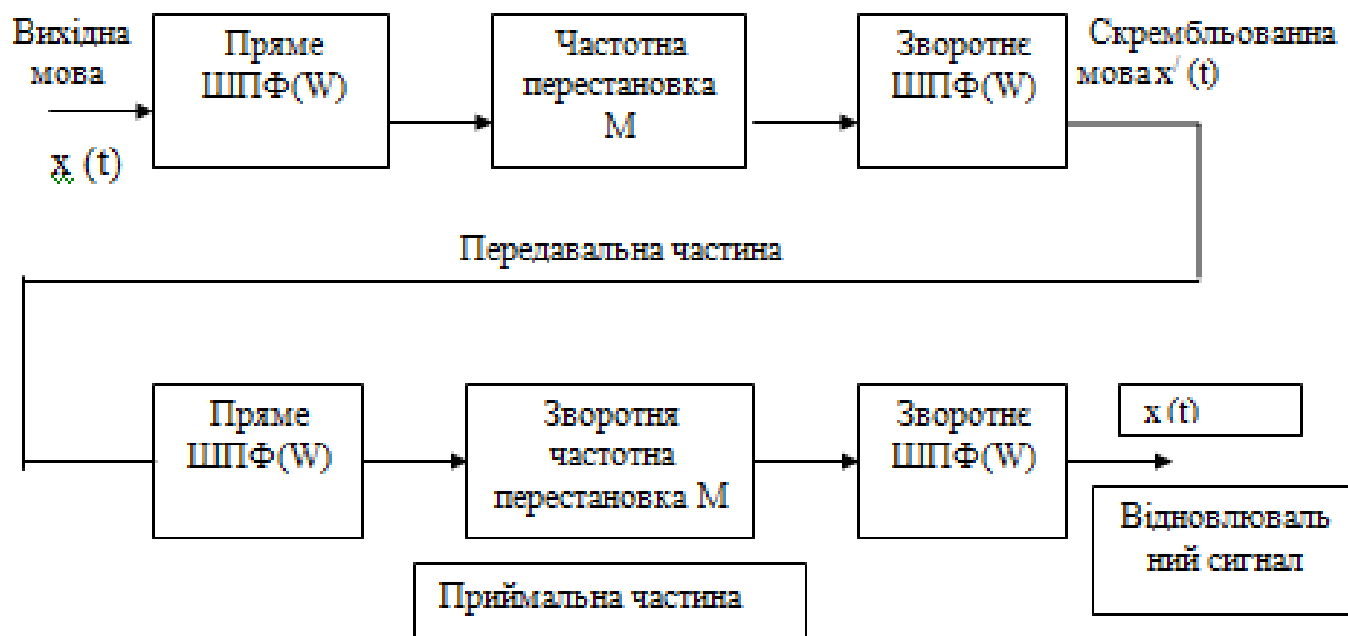 Вихідна
мова
x (t)
Пряме
ШПФ(W)
Частотна
перестановка
М
Зворотнє
ШПФ(W)
Скрембльованна
мова x′ (t)
Передавальна частина
Пряме
ШПФ(W)
Зворотня
частотна
перестановка М
Зворотнє
ШПФ(W)
x (t)
Відновлюваль
ний сигнал
Приймальна частина